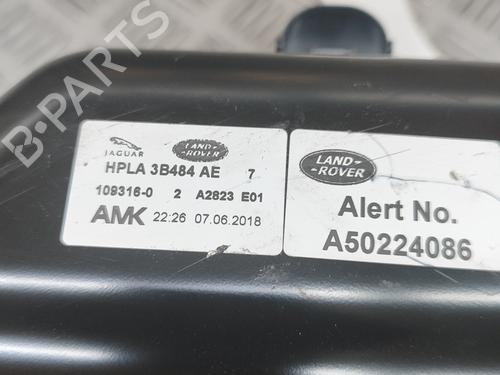 B-PARTS
JAGUAR
LAND ROVER
HPLA 3B484 AE 7
109316-0 2 A2823 E01
AMK 22:26 07.06.2018
LAND ROVER
Alert No.
A50224086